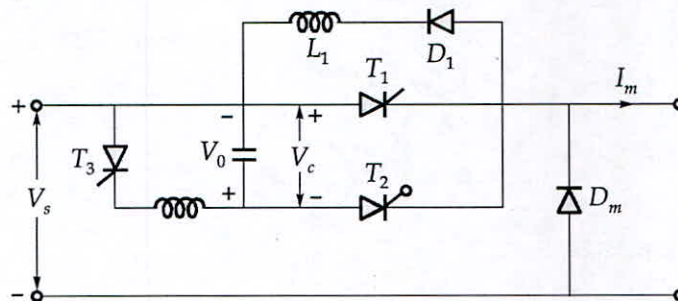 L1 D1
T1 Im
+ − +
T3 V0 Vc
Vs T2 Dm
+ −
−